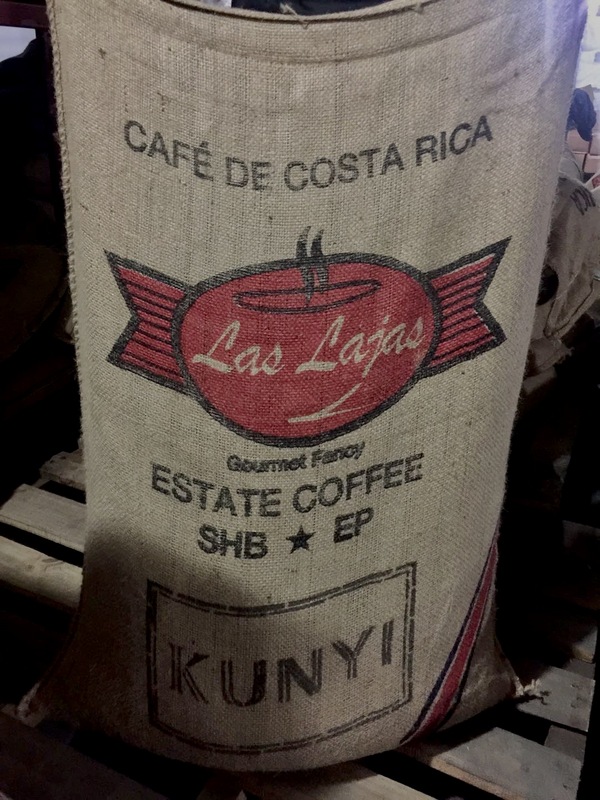 CAFÉ DE COSTA RICA
Las Lajas
Gourmet Fancy
ESTATE COFFEE
SHB ★ EP
KUNYI